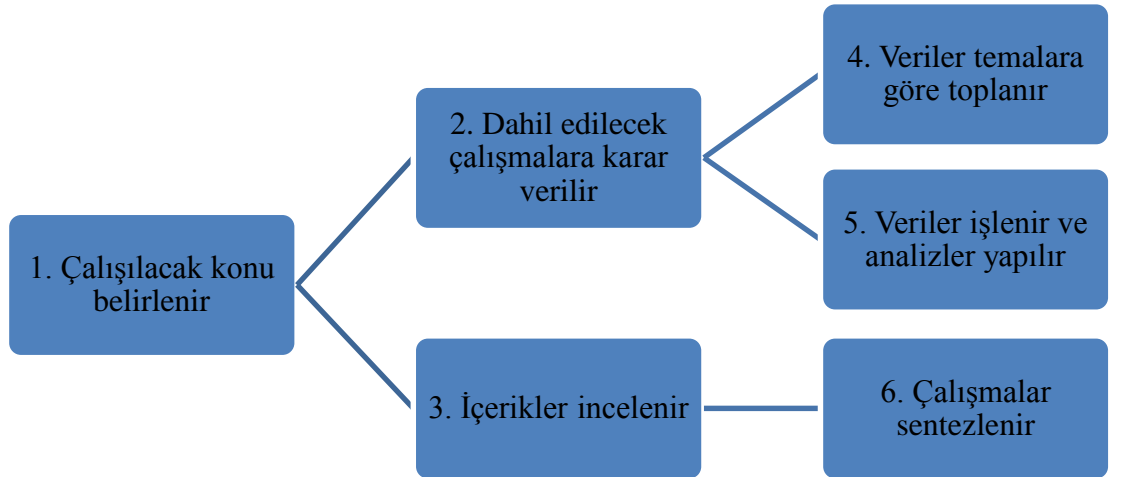 1. Çalışılacak konu
belirlenir
2. Dahil edilecek
çalışmalara karar
verilir
3. İçerikler incelenir
4. Veriler temalara
göre toplanır
5. Veriler işlenir ve
analizler yapılır
6. Çalışmalar
sentezlenir